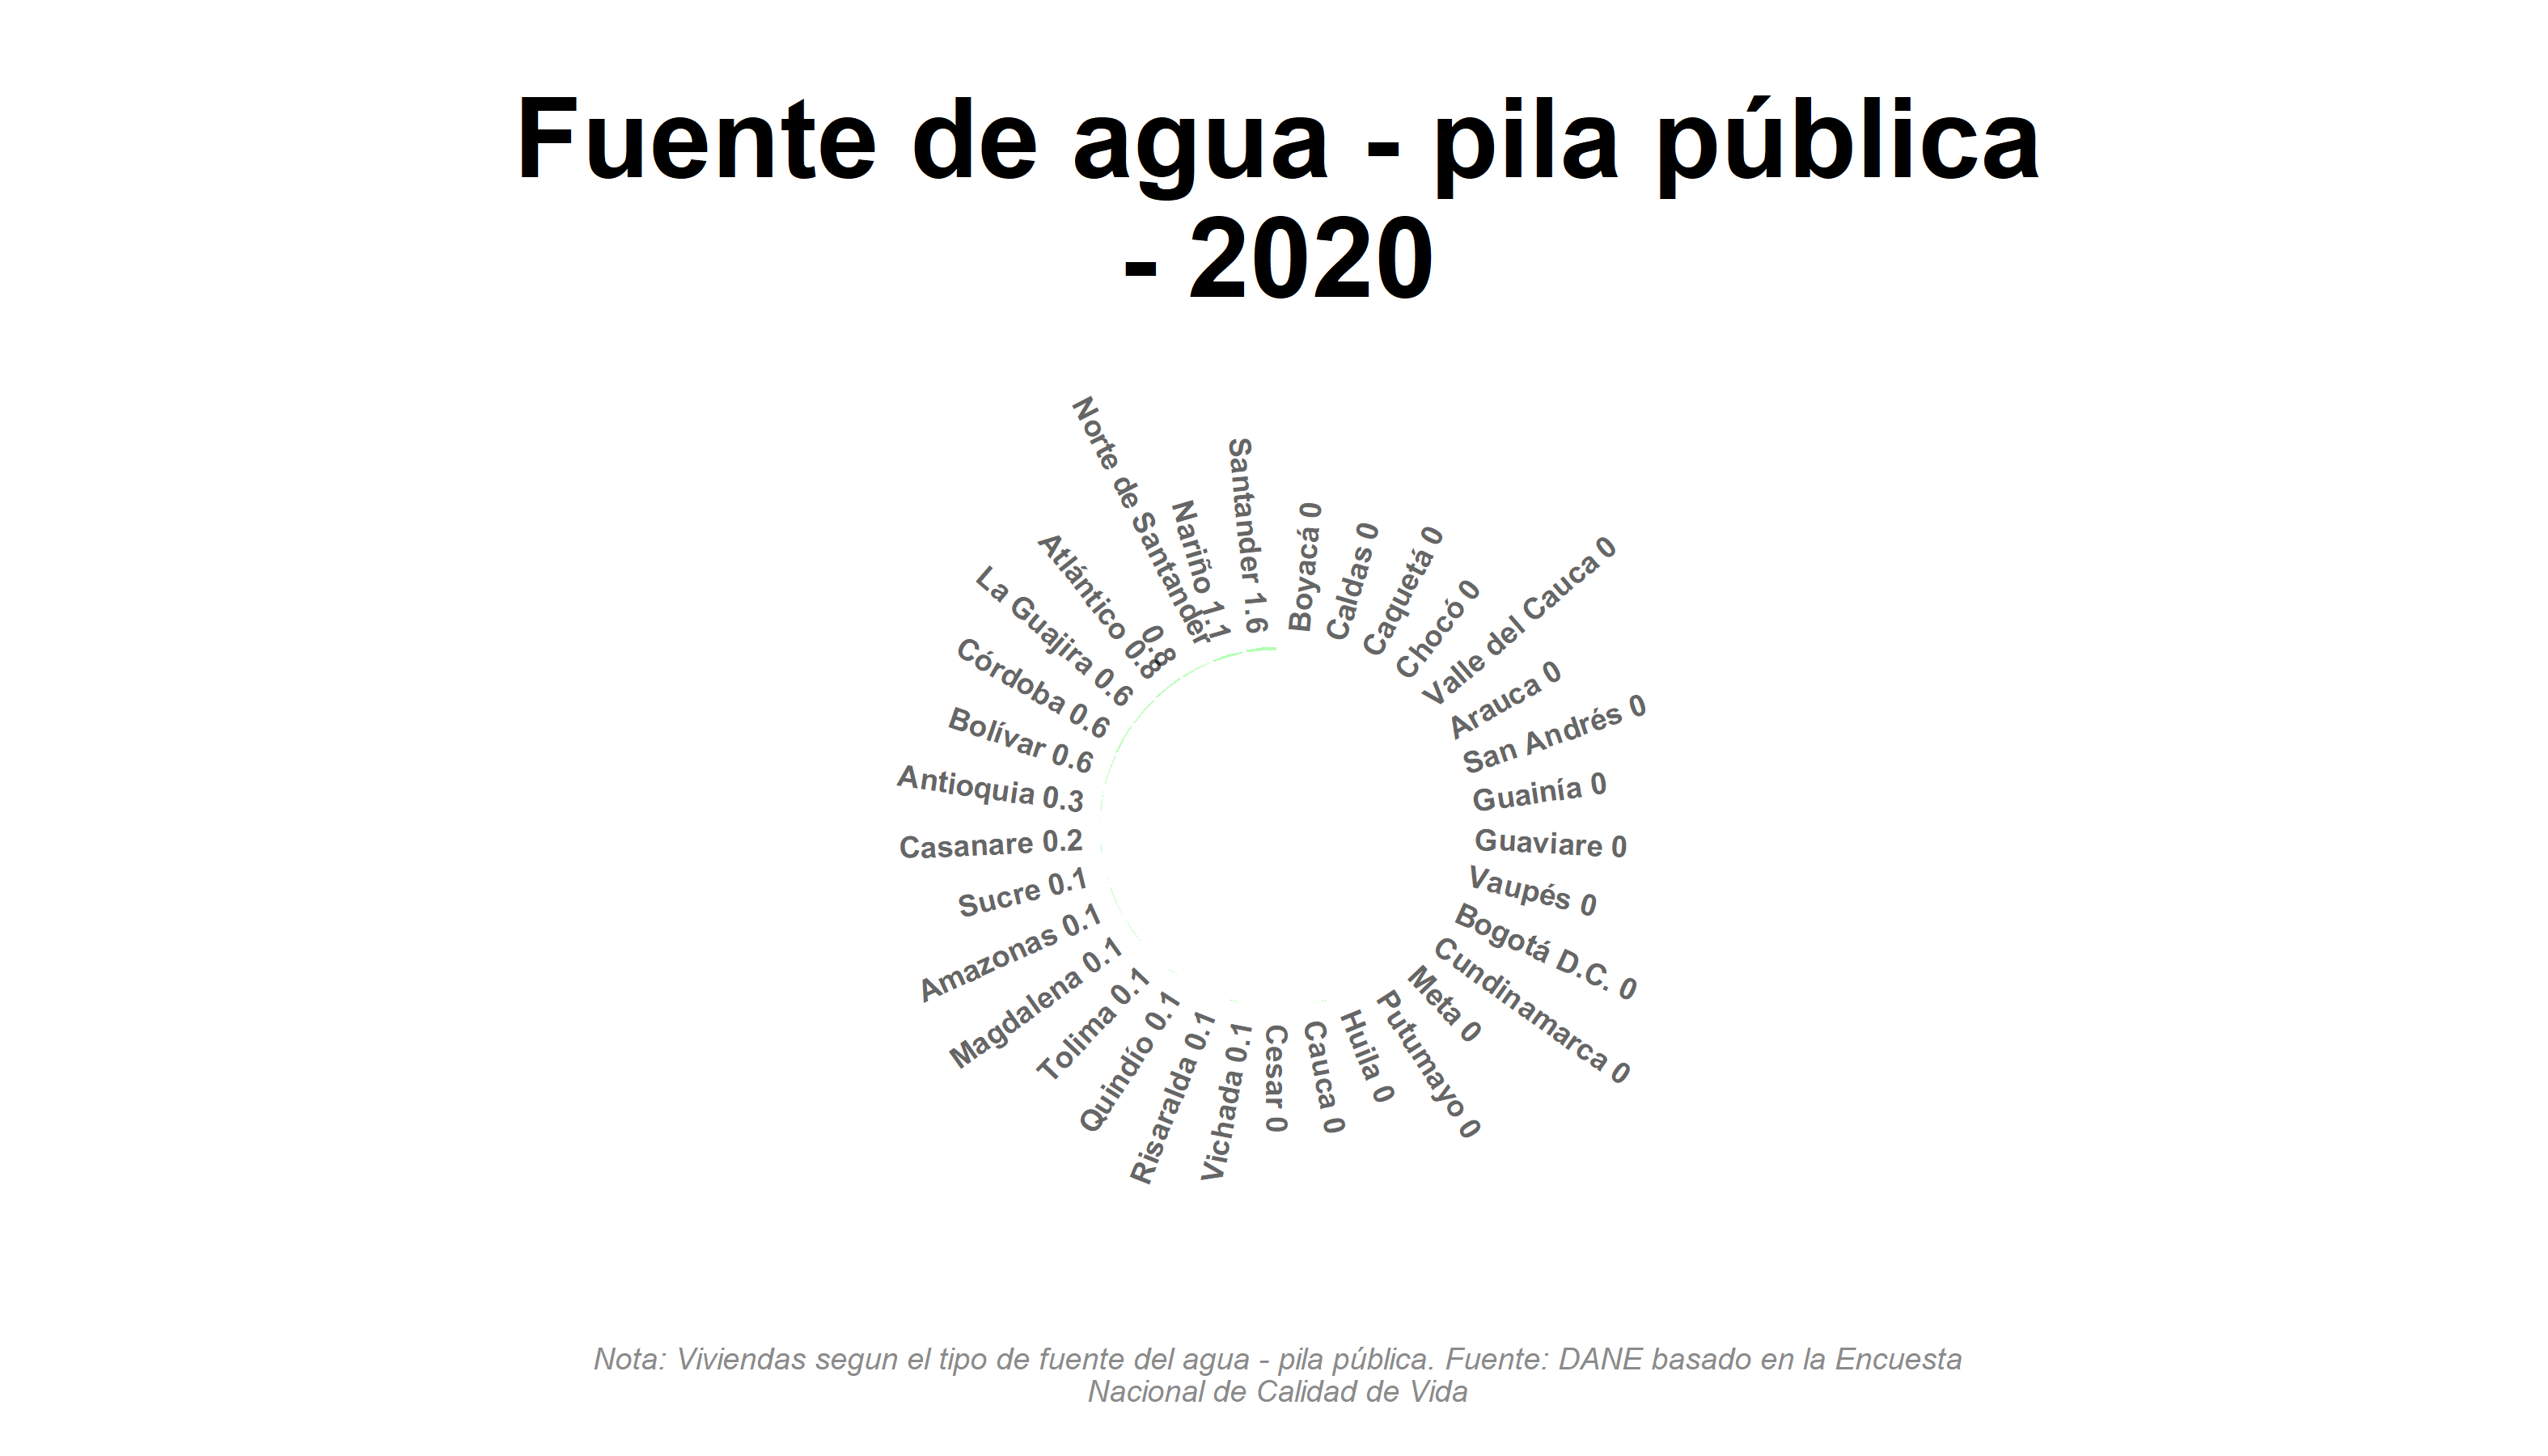 Fuente de agua - pila pública
- 2020
Boyacá 0
Caldas 0
Caquetá 0
Chocó 0
Valle del Cauca 0
Arauca 0
San Andrés 0
Guainía 0
Guaviare 0
Vaupés 0
Bogotá D.C. 0
Cundinamarca 0
Meta 0
Putumayo 0
Huila 0
Cauca 0
Cesar 0
Vichada 0.1
Risaralda 0.1
Quindío 0.1
Tolima 0.1
Magdalena 0.1
Amazonas 0.1
Sucre 0.1
Casanare 0.2
Antioquia 0.3
Bolívar 0.6
Córdoba 0.6
La Guajira 0.6
Atlántico 0.8
Norte de Santander
0.8
Nariño 1.1
Santander 1.6
Nota: Viviendas segun el tipo de fuente del agua - pila pública. Fuente: DANE basado en la Encuesta
Nacional de Calidad de Vida